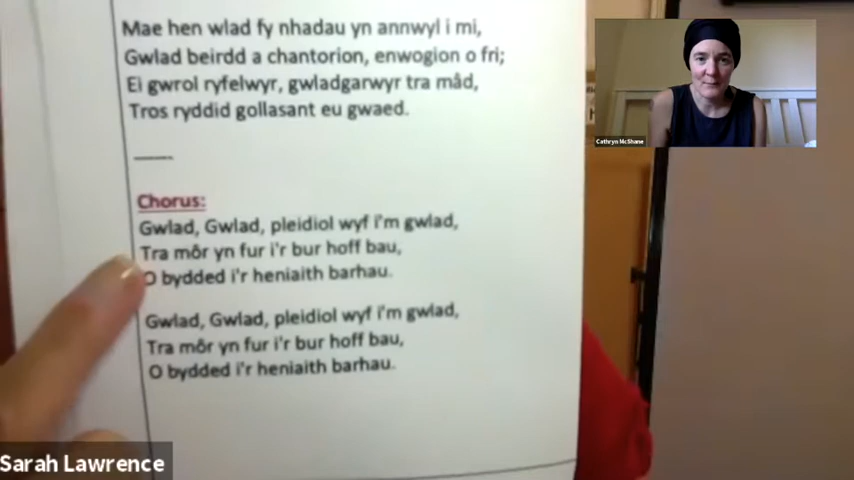 Mae hen wlad fy nhadau yn annwyl i mi,
Gwlad beirdd a chantorion, enwogion o fri;
Ei gwrol ryfelwyr, gwladgarwyr tra mâd,
Tros ryddid gollasant eu gwaed.
Chorus:
Gwlad, Gwlad, pleidiol wyf i'm gwlad,
Tra môr yn fur i'r bur hoff bau,
O bydded i'r heniaith barhau.
Gwlad, Gwlad, pleidiol wyf i'm gwlad,
Tra môr yn fur i'r bur hoff bau,
O bydded i'r heniaith barhau.
Cathryn McShane
Sarah Lawrence